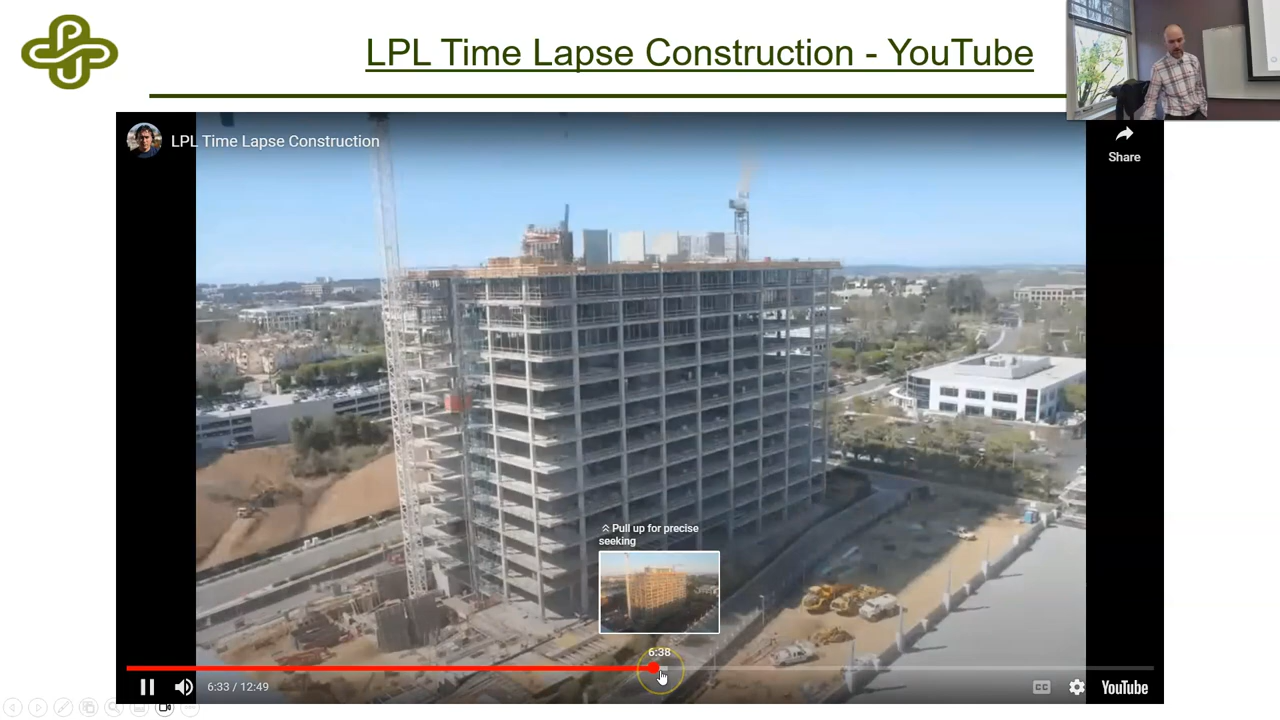 LPL Time Lapse Construction - YouTube
LPL Time Lapse Construction
Share
Pull up for precise
seeking
6:38
6:33 / 12:49
CC
YouTube